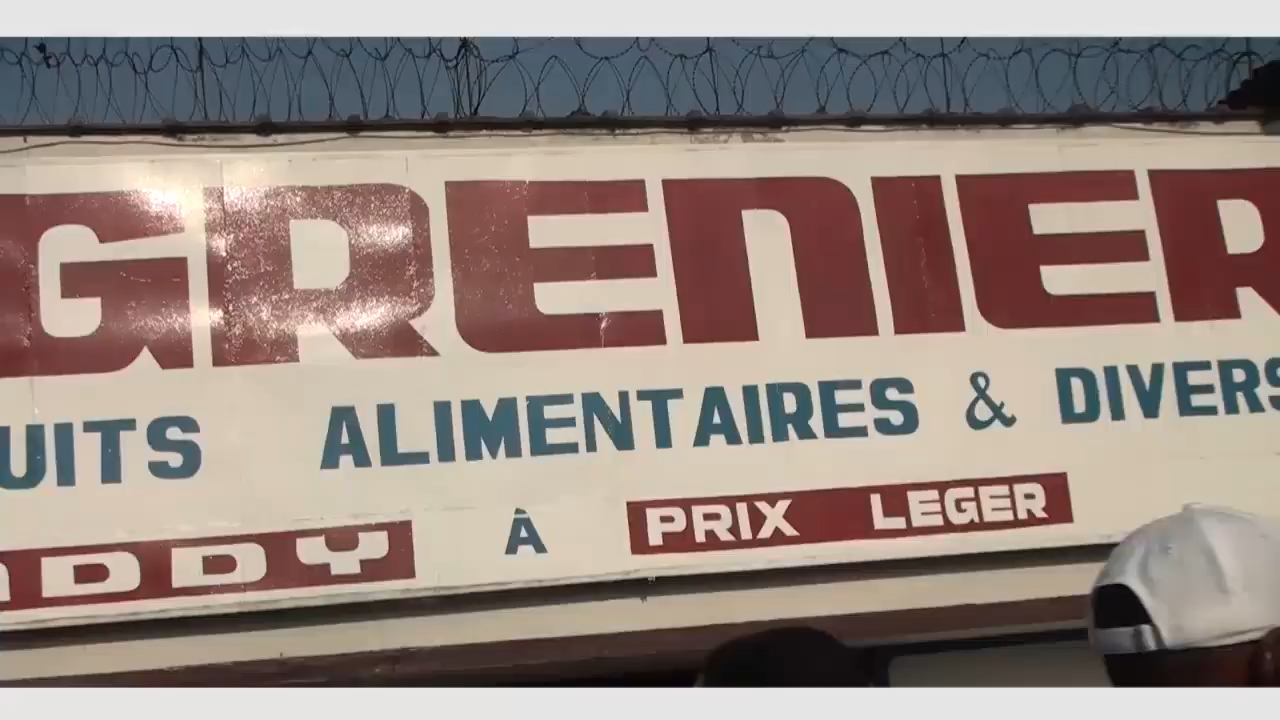 GRENIER
UITS ALIMENTAIRES & DIVERS
DDY À PRIX LEGER